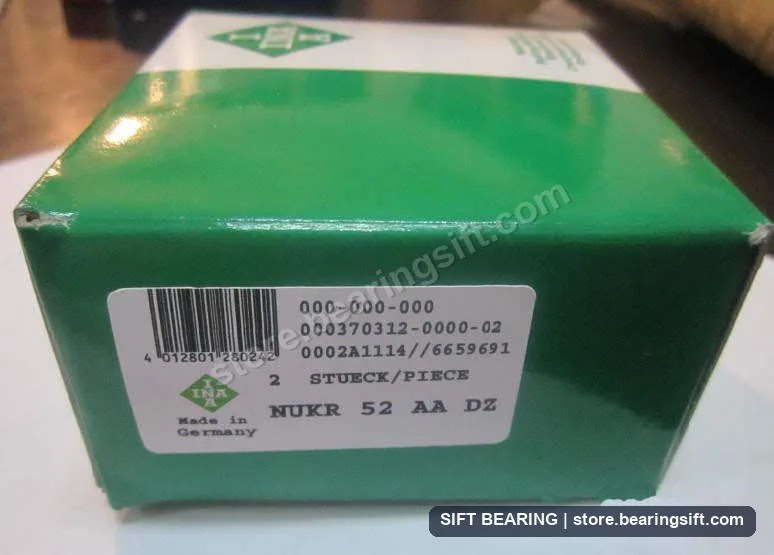 I
INA
A
store.bearingsift.com
000-000-000
000370312-0000-02
4 012801 280242
0002A1114//6659691
2 STUECK/PIECE
I
INA
A
NUKR 52 AA DZ
Made in
Germany
SIFT BEARING | store.bearingsift.com